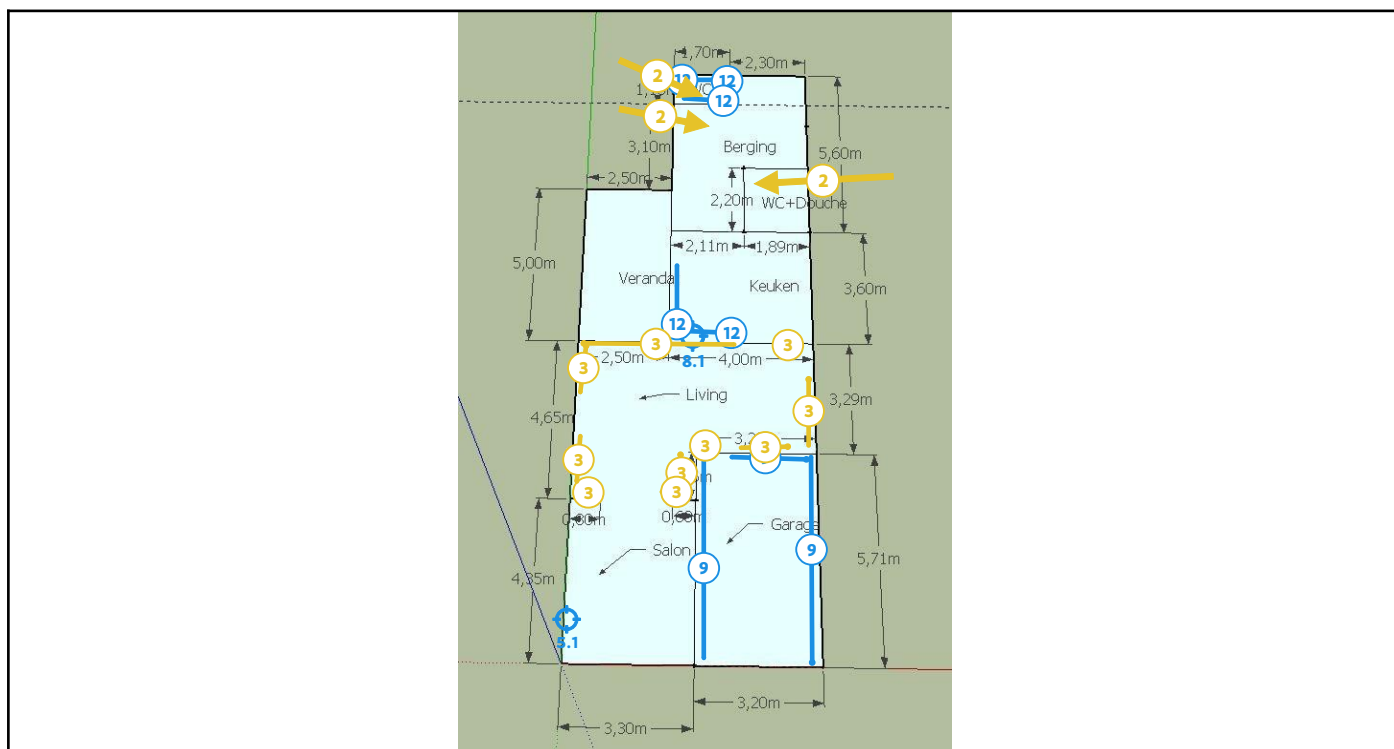 1,70m
2,30m
2
12
12
12
2
3,10m
Berging
5,60m
2,50m
2
2,20m
WC+Douche
2,11m
1,89m
5,00m
Veranda
Keuken
3,60m
12
12
3
3
2,50m
4,00m
8.1
3
Living
3,29m
4,65m
3
3
3
3
3
3
3
0,80m
0,60m
Garage
Salon
9
9
5,71m
4,35m
5.1
3,20m
3,30m